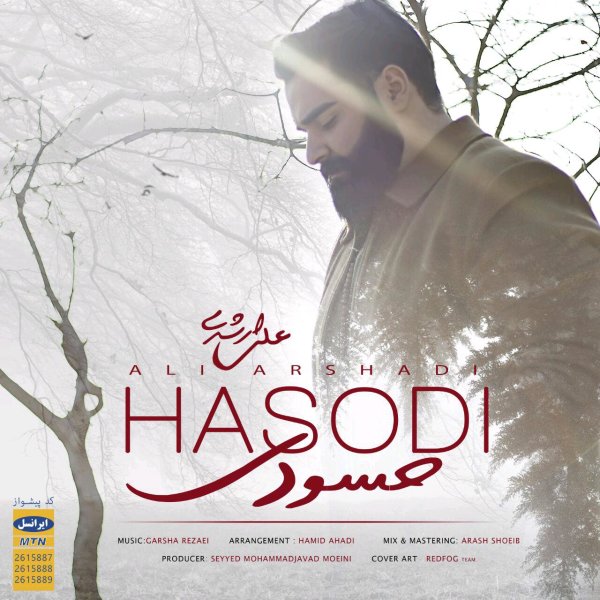 علی ارشدی
ALI ARSHADI
HASODI
حسودی
کد پیشواز
ایرانسل
MTN
2615887
2615888
2615889
MUSIC:GARSHA REZAEI ARRANGEMENT : HAMID AHADI MIX & MASTERING: ARASH SHOEIB
PRODUCER: SEYYED MOHAMMADJAVAD MOEINI COVER ART REDFOG TEAM